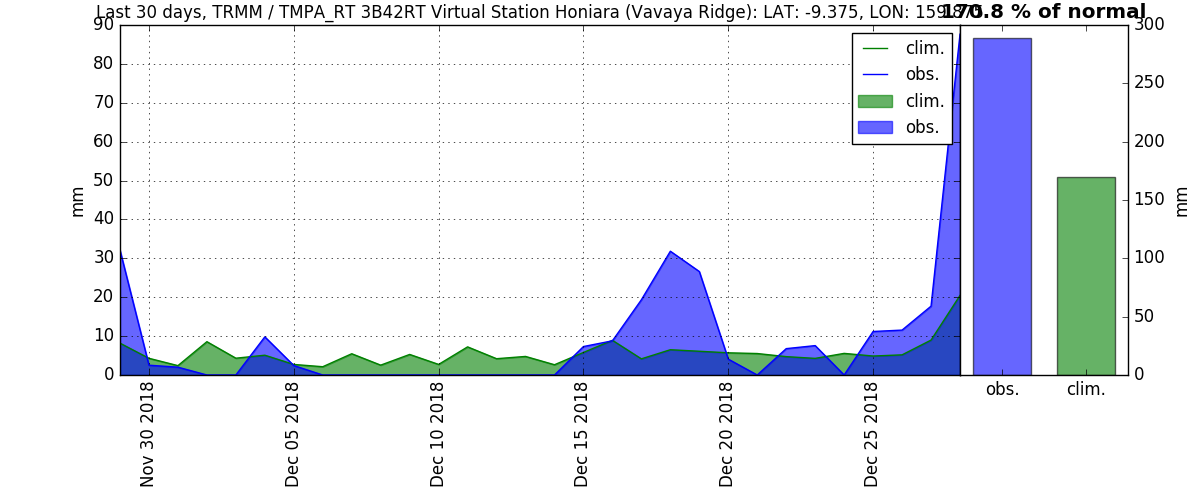 Last 30 days, TRMM / TMPA_RT 3B42RT Virtual Station Honiara (Vavaya Ridge): LAT: -9.375, LON:
170.8 % of normal
90
80
70
60
50
40
30
20
10
0
mm
clim.
obs.
clim.
obs.
Nov 30 2018
Dec 05 2018
Dec 10 2018
Dec 15 2018
Dec 20 2018
Dec 25 2018
300
250
200
150
100
50
0
mm
obs.
clim.